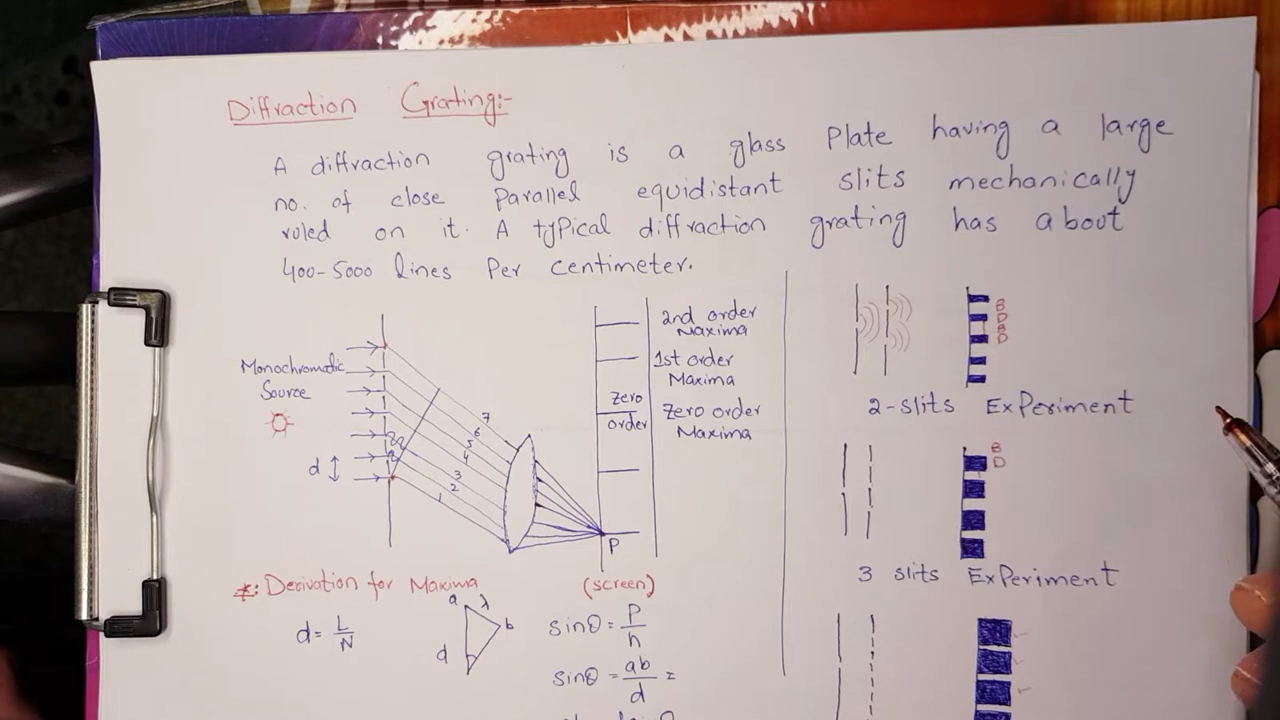 Diffraction Grating:-
A diffraction grating is a glass Plate having a large
no. of close Parallel equidistant slits mechanically
ruled on it. A typical diffraction grating has about
400-5000 lines Per centimeter.
Monochromatic
Source
d
7
6
5
4
3
2
1
zero
order
P
(screen)
2nd order
Maxima
1st order
Maxima
Zero order
Maxima
*: Derivation for Maxima
d= L/N
a
λ
b
d
sinθ = P/h
sinθ = ab/d =
B
D
B
D
2-slits ExPeriment
B
D
3 slits ExPeriment